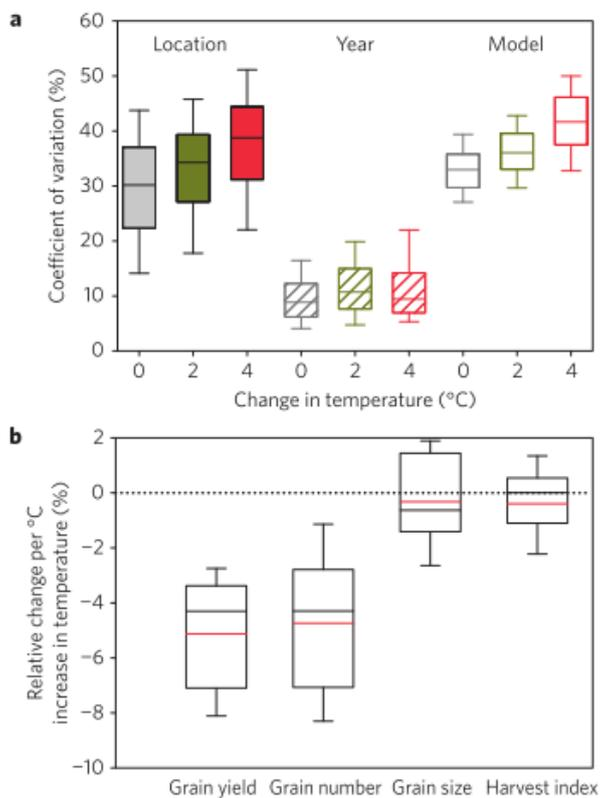 a
60
50
40
30
20
10
0
Coefficient of variation (%)
Location Year Model
0 2 4 0 2 4 0 2 4
Change in temperature (°C)
b
2
0
−2
−4
−6
−8
−10
Relative change per °C
increase in temperature (%)
Grain yield Grain number Grain size Harvest index